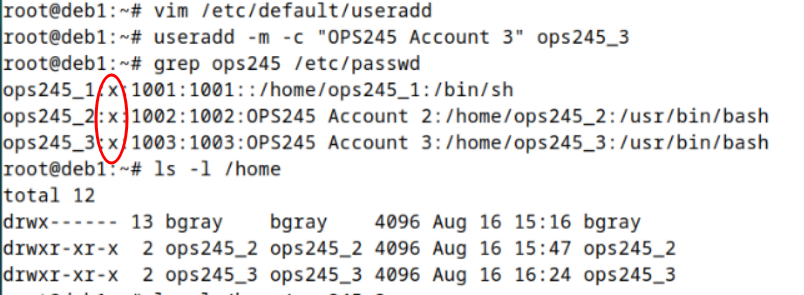 root@deb1:~# vim /etc/default/useradd
root@deb1:~# useradd -m -c "OPS245 Account 3" ops245_3
root@deb1:~# grep ops245 /etc/passwd
ops245_1:x:1001:1001::/home/ops245_1:/bin/sh
ops245_2:x:1002:1002:OPS245 Account 2:/home/ops245_2:/usr/bin/bash
ops245_3:x:1003:1003:OPS245 Account 3:/home/ops245_3:/usr/bin/bash
root@deb1:~# ls -l /home
total 12
drwx------ 13 bgray    bgray    4096 Aug 16 15:16 bgray
drwxr-xr-x  2 ops245_2 ops245_2 4096 Aug 16 15:47 ops245_2
drwxr-xr-x  2 ops245_3 ops245_3 4096 Aug 16 16:24 ops245_3